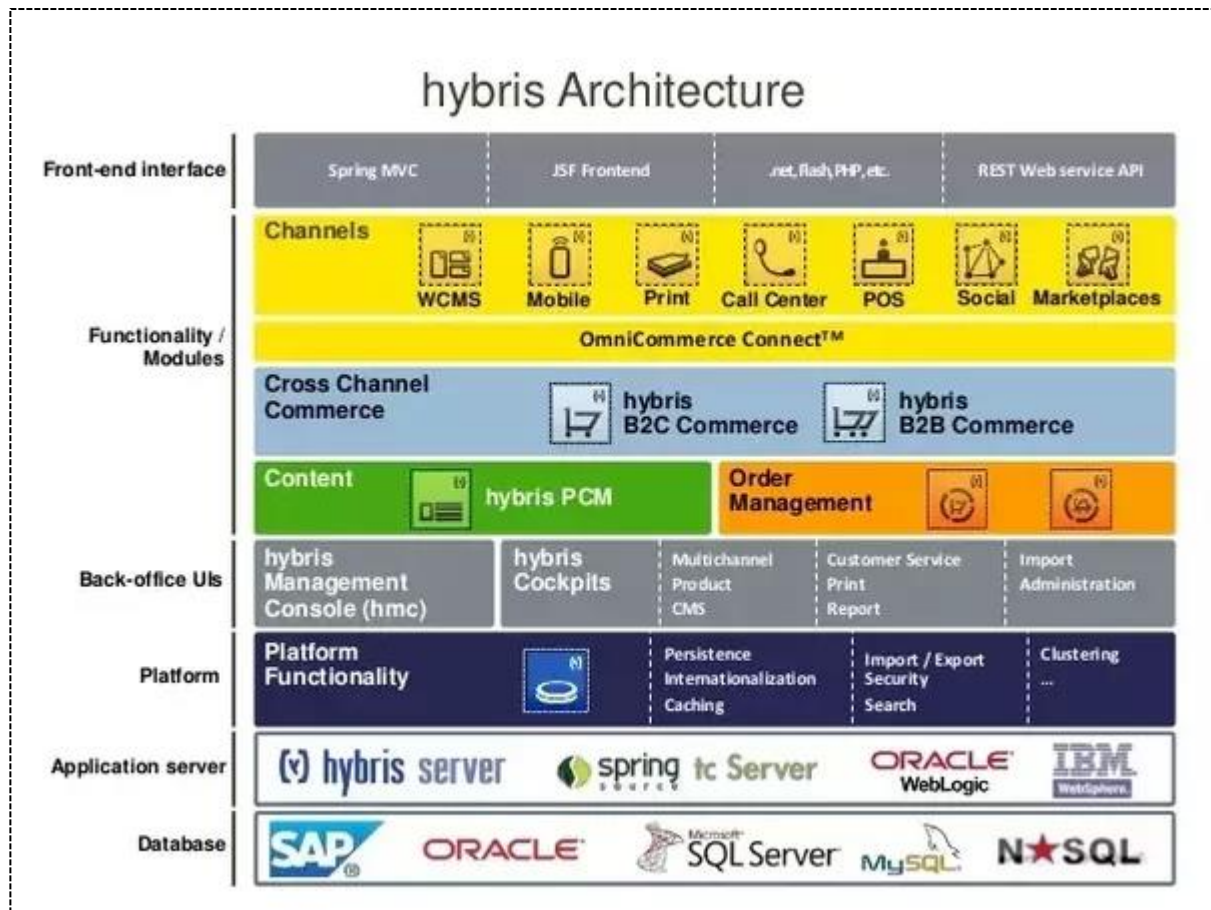 hybris Architecture
Front-end interface
Spring MVC
JSF Frontend
.net, flash, PHP, etc.
REST Web service API
Functionality /
Modules
Channels
WCMS
Mobile
Print
Call Center
POS
Social
Marketplaces
OmniCommerce Connect™
Cross Channel
Commerce
hybris
B2C Commerce
hybris
B2B Commerce
Content
hybris PCM
Order
Management
Back-office UIs
hybris
Management
Console (hmc)
hybris
Cockpits
Multichannel
Product
CMS
Customer Service
Print
Report
Import
Administration
Platform
Platform
Functionality
Persistence
Internationalization
Caching
Import / Export
Security
Search
Clustering
...
Application server
(v) hybris server
spring
source
tc Server
ORACLE®
WebLogic
IBM
WebSphere.
Database
SAP®
ORACLE®
Microsoft®
SQL Server®
MySQL®
N★SQL